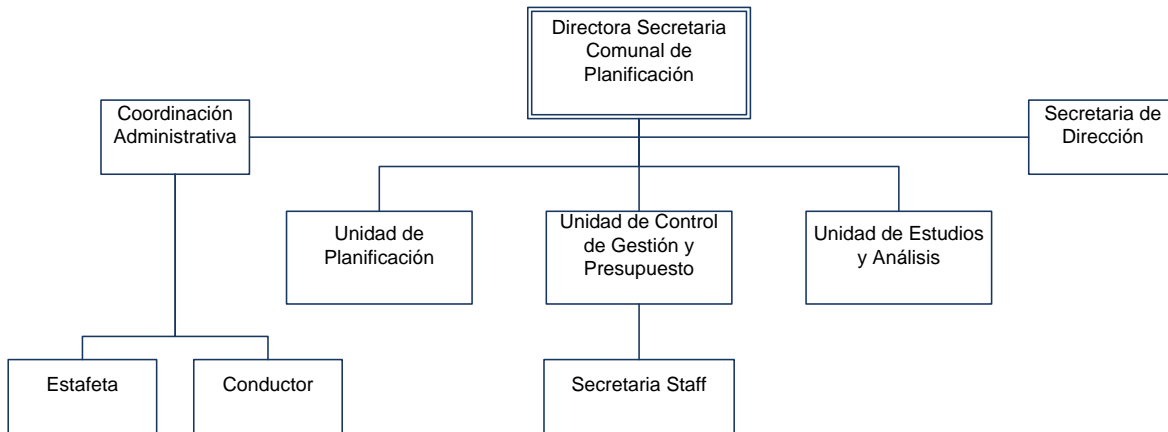 Directora Secretaria
Comunal de
Planificación
Coordinación
Administrativa
Secretaria de
Dirección
Unidad de
Planificación
Unidad de Control
de Gestión y
Presupuesto
Unidad de Estudios
y Análisis
Estafeta
Conductor
Secretaria Staff